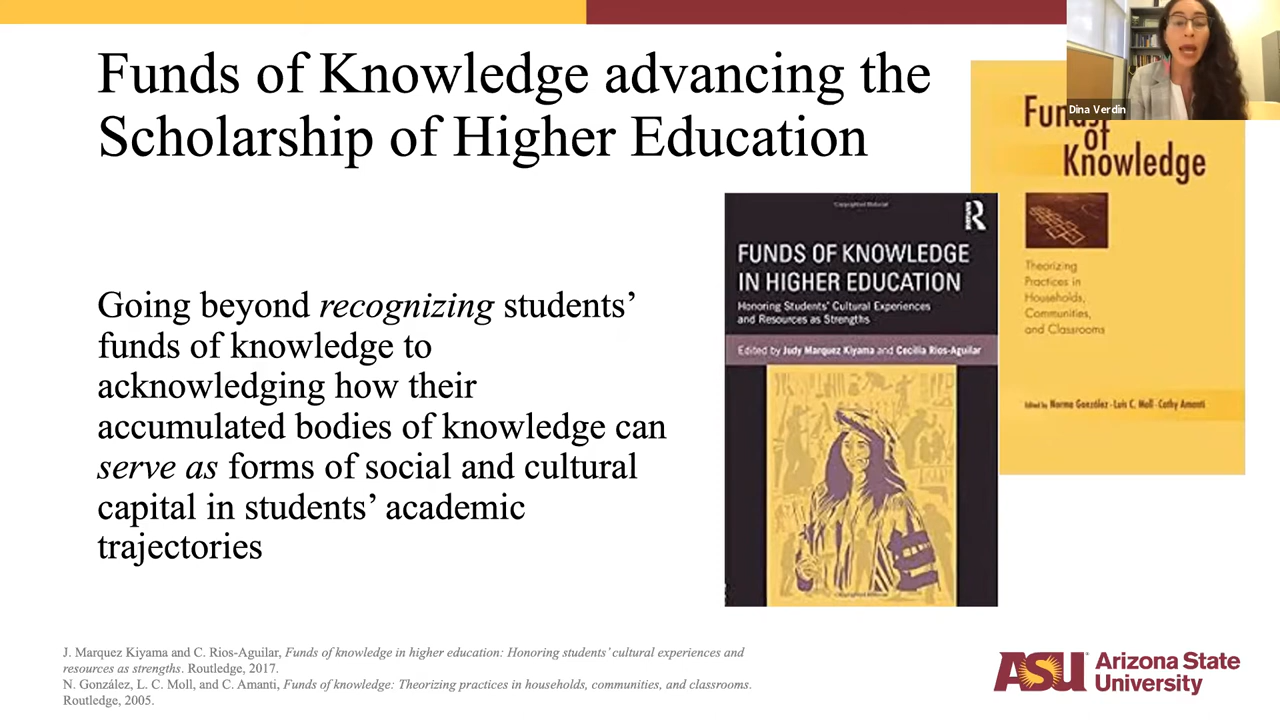 Funds of Knowledge advancing the
Scholarship of Higher Education
Dina Verdin
Going beyond recognizing students’
funds of knowledge to
acknowledging how their
accumulated bodies of knowledge can
serve as forms of social and cultural
capital in students’ academic
trajectories
Copyrighted Material
R
FUNDS OF KNOWLEDGE
IN HIGHER EDUCATION
Honoring Students' Cultural Experiences
and Resources as Strengths
Edited by Judy Marquez Kiyama and Cecilia Rios-Aguilar
Copyrighted Material
of
Knowledge
Theorizing
Practices in
Households,
Communities,
and Classrooms
Edited by Norma González · Luis C. Moll · Cathy Amanti
J. Marquez Kiyama and C. Rios-Aguilar, Funds of knowledge in higher education: Honoring students’ cultural experiences and
resources as strengths. Routledge, 2017.
N. González, L. C. Moll, and C. Amanti, Funds of knowledge: Theorizing practices in households, communities, and classrooms.
Routledge, 2005.
ASU Arizona State
University